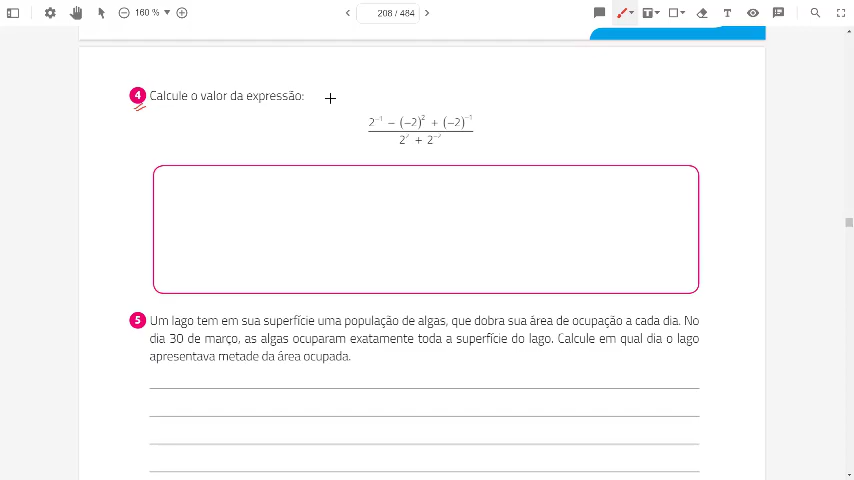 160 %
208 / 484
4 Calcule o valor da expressão:
2⁻¹ − (−2)² + (−2)⁻¹
2² + 2⁻²
5 Um lago tem em sua superfície uma população de algas, que dobra sua área de ocupação a cada dia. No
dia 30 de março, as algas ocuparam exatamente toda a superfície do lago. Calcule em qual dia o lago
apresentava metade da área ocupada.